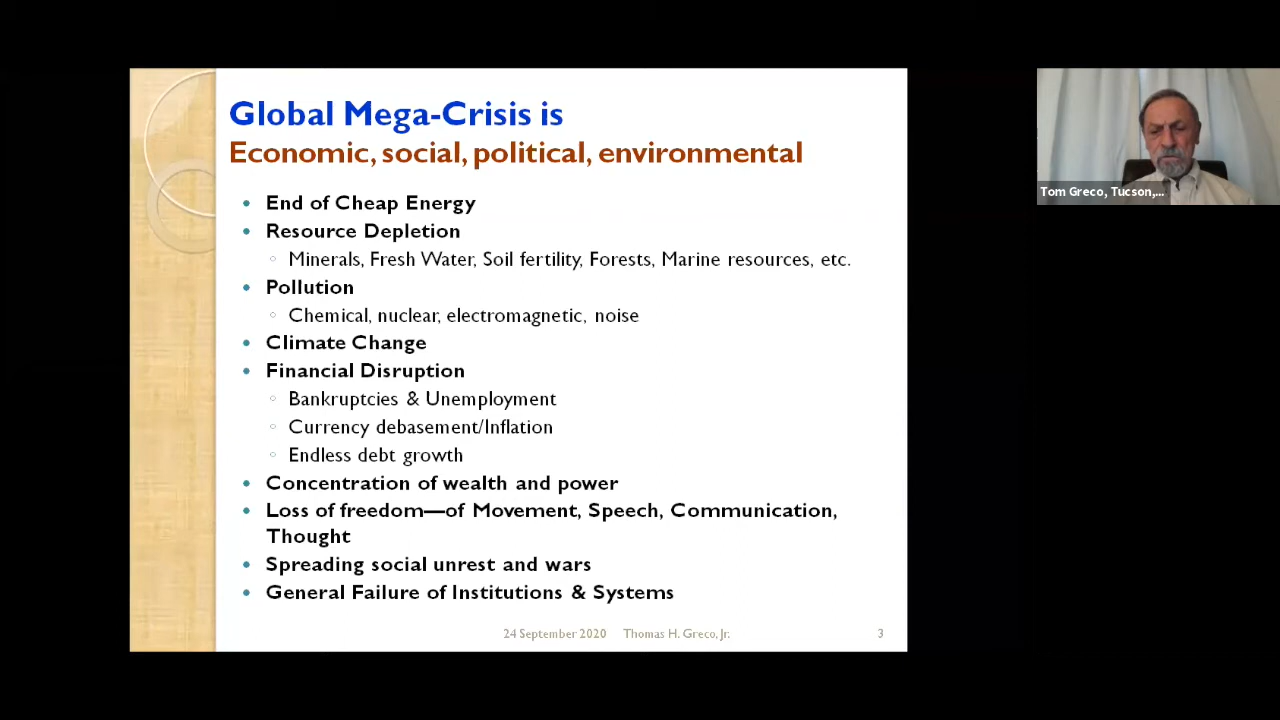 Global Mega-Crisis is
Economic, social, political, environmental
• End of Cheap Energy
• Resource Depletion
◦ Minerals, Fresh Water, Soil fertility, Forests, Marine resources, etc.
• Pollution
◦ Chemical, nuclear, electromagnetic, noise
• Climate Change
• Financial Disruption
◦ Bankruptcies & Unemployment
◦ Currency debasement/Inflation
◦ Endless debt growth
• Concentration of wealth and power
• Loss of freedom—of Movement, Speech, Communication,
Thought
• Spreading social unrest and wars
• General Failure of Institutions & Systems
24 September 2020 Thomas H. Greco, Jr. 3
Tom Greco, Tucson,...